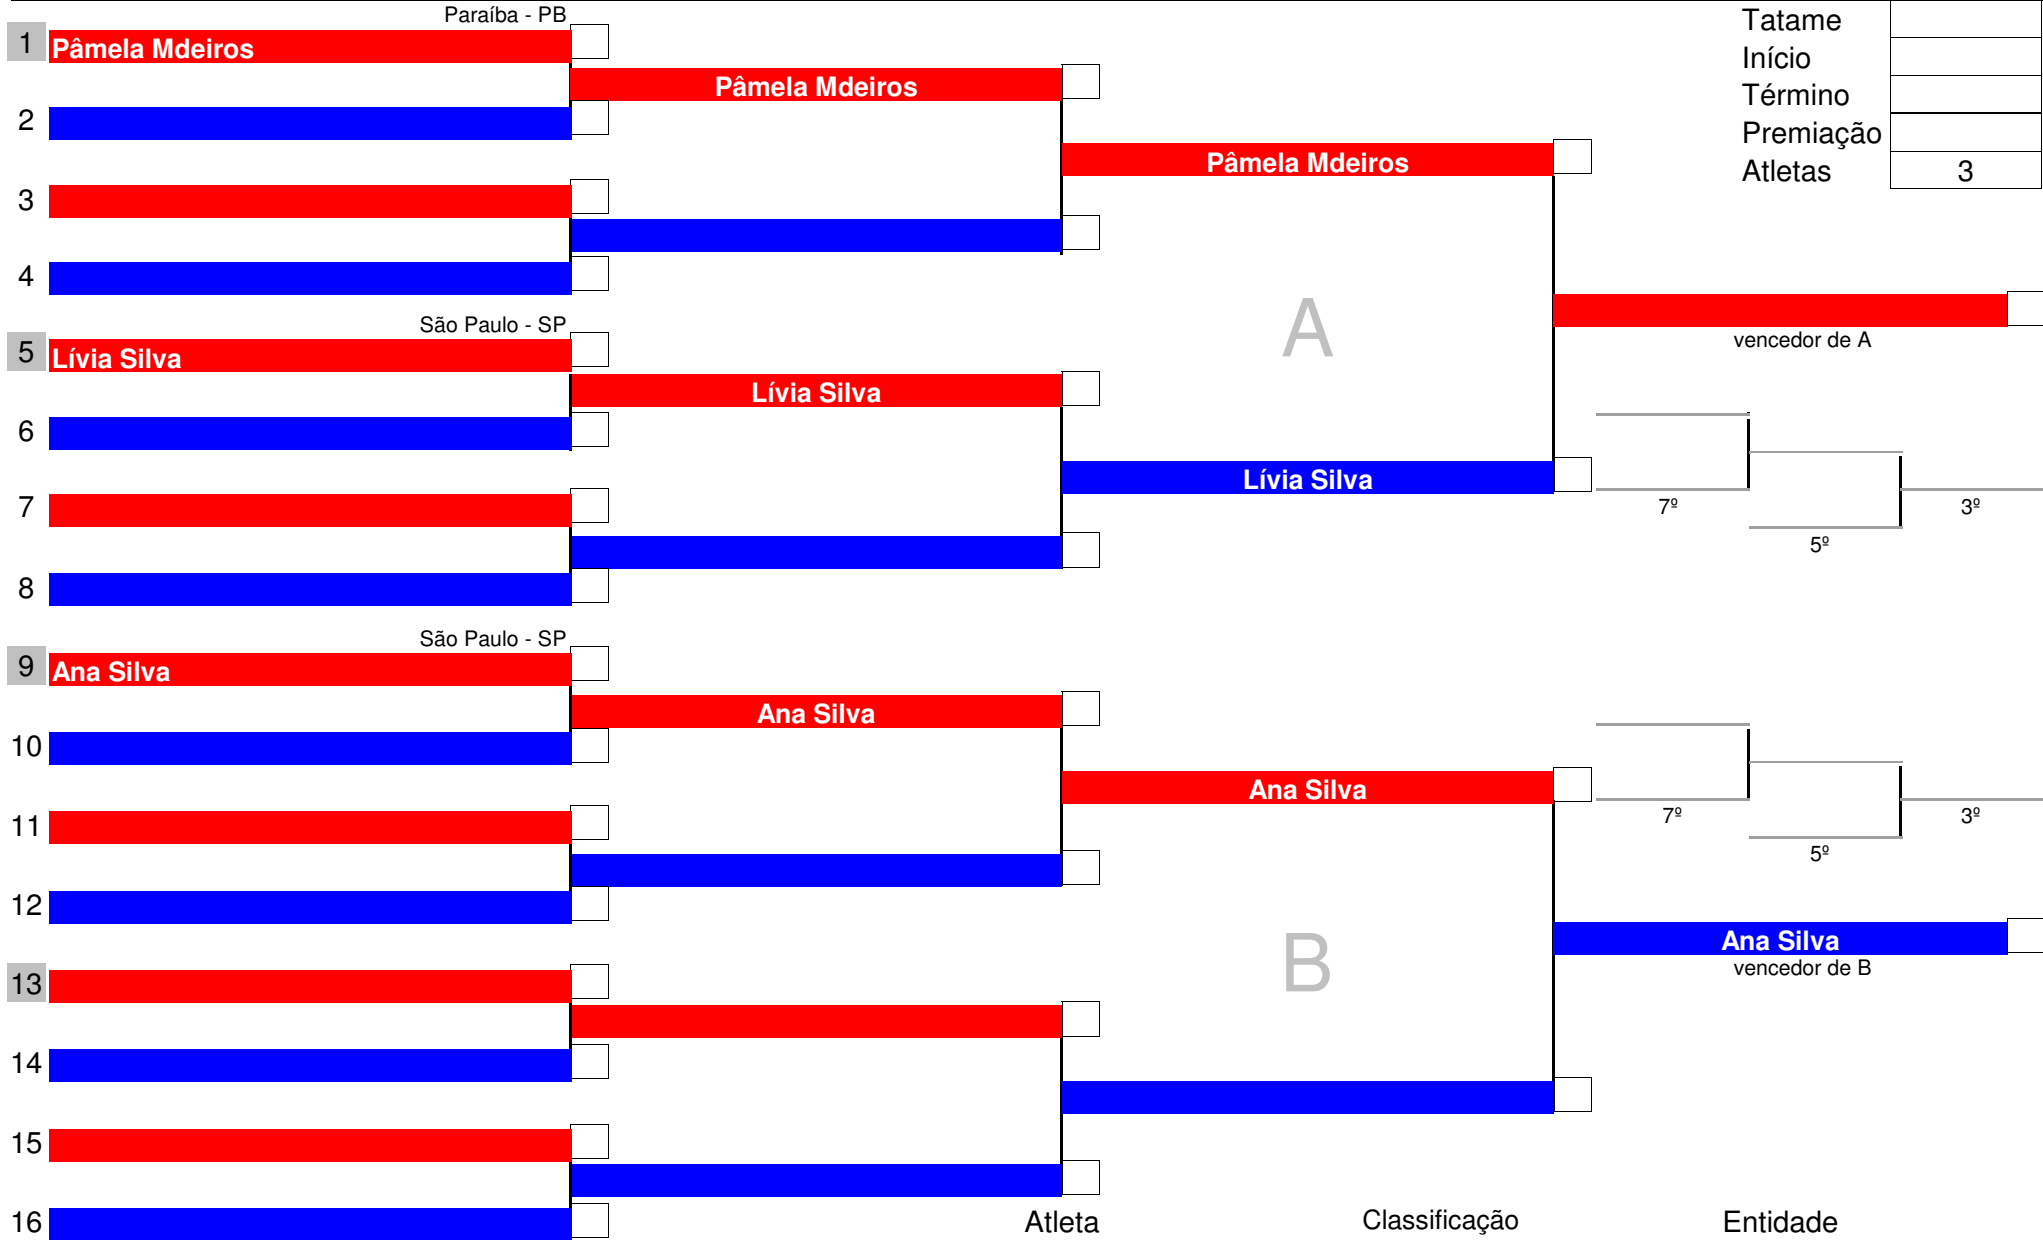 Paraíba - PB
1 Pâmela Mdeiros
Pâmela Mdeiros
2
Pâmela Mdeiros
3
4
Tatame
Início
Término
Premiação
Atletas 3
A
vencedor de A
São Paulo - SP
5 Lívia Silva
Lívia Silva
6
Lívia Silva
7
8
7º
3º
5º
São Paulo - SP
9 Ana Silva
Ana Silva
10
Ana Silva
11
12
7º
3º
5º
B
Ana Silva
vencedor de B
13
14
15
16
Atleta Classificação Entidade